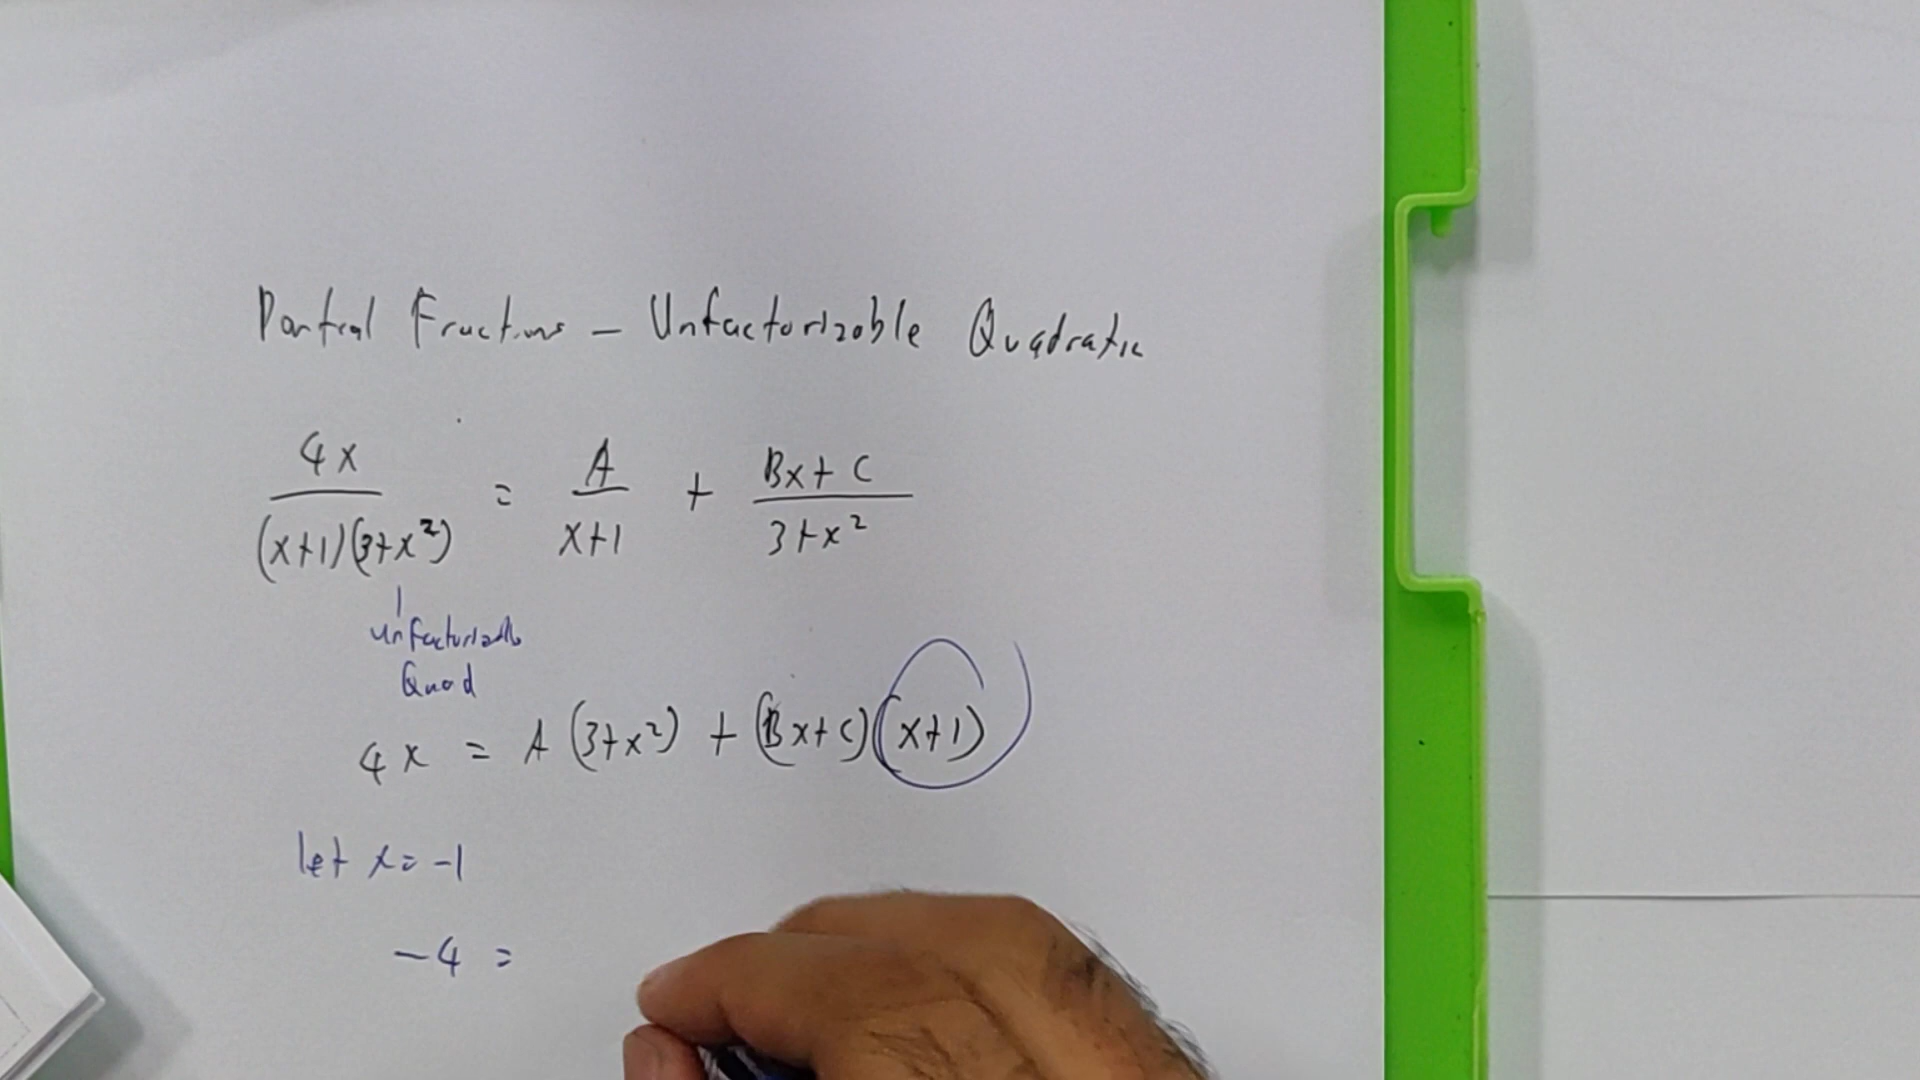 Partial Fractions – Unfactorizable Quadratic
4x / (x+1)(3+x²) = A / x+1 + Bx+C / 3+x²
unfactorizable
Quad
4x = A(3+x²) + (Bx+C)(x+1)
let x = -1
-4 =